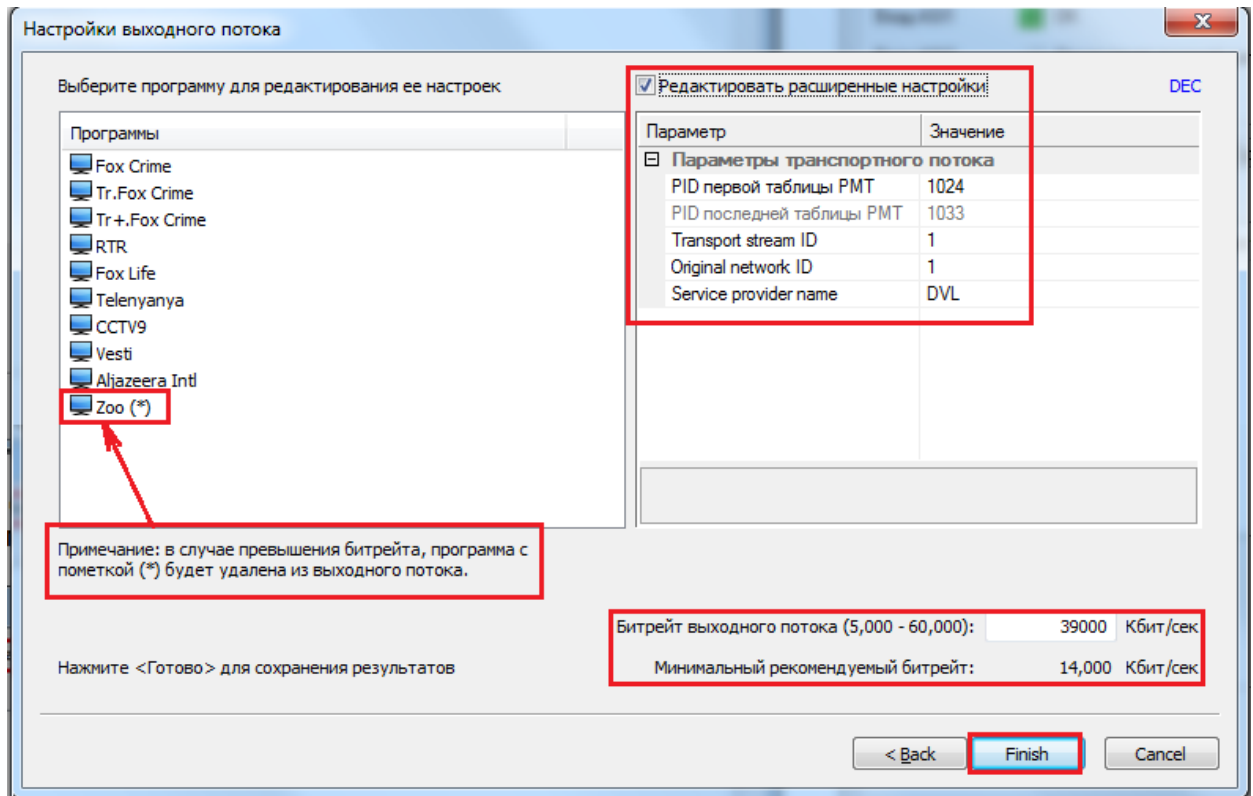 Настройки выходного потока
Выберите программу для редактирования ее настроек
Программы
Fox Crime
Tr.Fox Crime
Tr+.Fox Crime
RTR
Fox Life
Telenyanya
CCTV9
Vesti
Aljazeera Intl
Zoo (*)
Примечание: в случае превышения битрейта, программа с
пометкой (*) будет удалена из выходного потока.
Нажмите <Готово> для сохранения результатов
Редактировать расширенные настройки
DEC
Параметр Значение
Параметры транспортного потока
PID первой таблицы PMT 1024
PID последней таблицы PMT 1033
Transport stream ID 1
Original network ID 1
Service provider name DVL
Битрейт выходного потока (5,000 - 60,000): 39000 Кбит/сек
Минимальный рекомендуемый битрейт: 14,000 Кбит/сек
< Back Finish Cancel